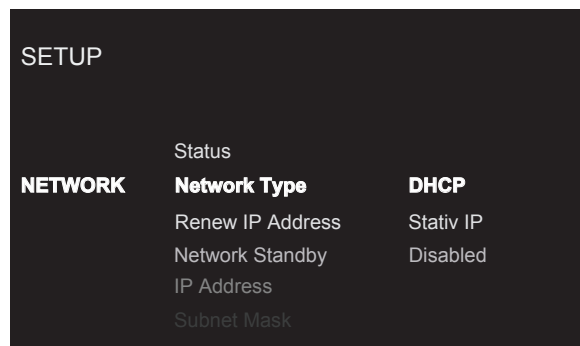 SETUP
Status
NETWORK Network Type DHCP
Renew IP Address Stativ IP
Network Standby Disabled
IP Address
Subnet Mask